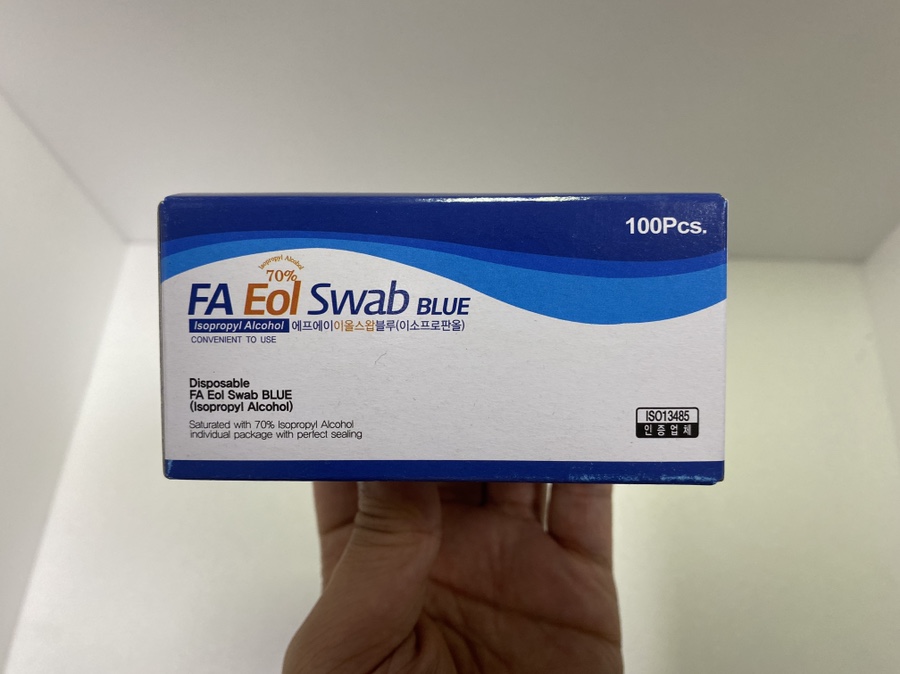 100Pcs.
Isopropyl Alcohol
70%
FA Eol Swab BLUE
Isopropyl Alcohol 에프에이이올스왑블루(이소프로판올)
CONVENIENT TO USE
Disposable
FA Eol Swab BLUE
(Isopropyl Alcohol)
Saturated with 70% Isopropyl Alcohol
individual package with perfect sealing
ISO13485
인증업체